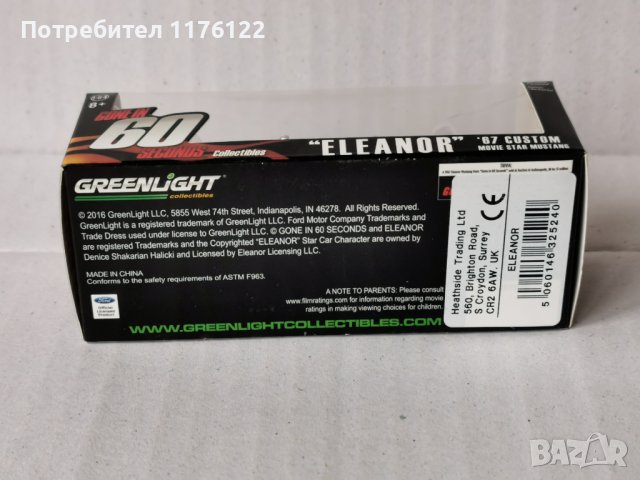 Потребител 1176122
8+
GONE IN
60
SECONDS Collectibles
"ELEANOR" '67 CUSTOM
MOVIE STAR MUSTANG
GREENLIGHT
collectibles
© 2016 GreenLight LLC, 5855 West 74th Street, Indianapolis, IN 46278. All Rights Reserved.
GreenLight is a registered trademark of GreenLight LLC. Ford Motor Company Trademarks and
Trade Dress used under license to GreenLight LLC. © GONE IN 60 SECONDS and ELEANOR
are registered Trademarks and the Copyrighted "ELEANOR" Star Car Character are owned by
Denice Shakarian Halicki and Licensed by Eleanor Licensing LLC.
MADE IN CHINA
Conforms to the safety requirements of ASTM F963.
A NOTE TO PARENTS: Please consult
www.filmratings.com for information regarding movie
ratings in making viewing choices for children.
Ford
Official
Licensed
Product
WWW.GREENLIGHTCOLLECTIBLES.COM
Heathside Trading Ltd
560, Brighton Road,
S Croydon, Surrey
CR2 6AW. UK
CE
ELEANOR
5 060146 325240
BAZAR